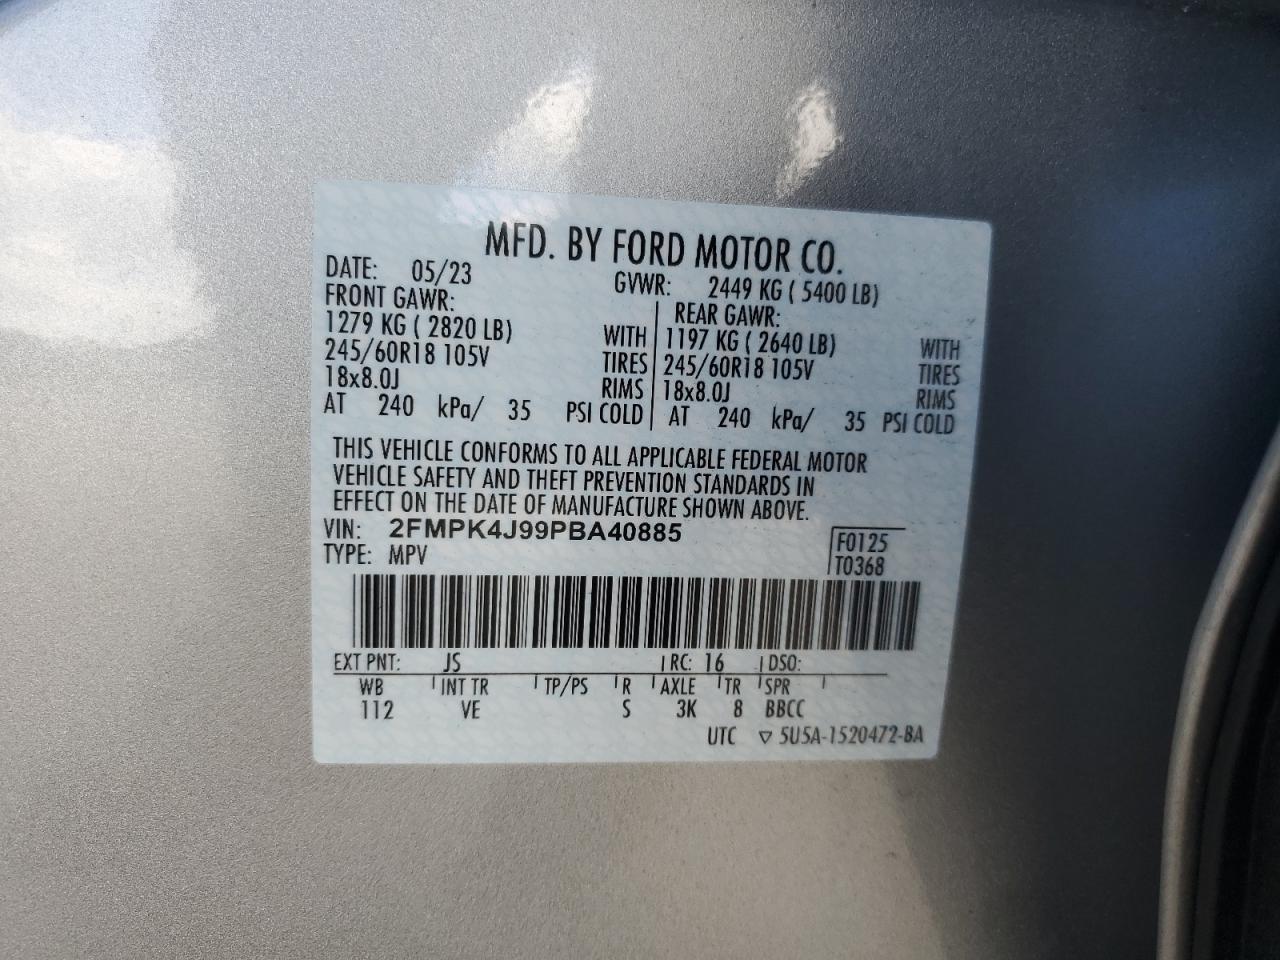 MFD. BY FORD MOTOR CO.
DATE: 05/23 GVWR: 2449 KG ( 5400 LB)
FRONT GAWR: REAR GAWR:
1279 KG ( 2820 LB) WITH 1197 KG ( 2640 LB) WITH
245/60R18 105V TIRES 245/60R18 105V TIRES
18x8.0J RIMS 18x8.0J RIMS
AT 240 kPa/ 35 PSI COLD AT 240 kPa/ 35 PSI COLD
THIS VEHICLE CONFORMS TO ALL APPLICABLE FEDERAL MOTOR
VEHICLE SAFETY AND THEFT PREVENTION STANDARDS IN
EFFECT ON THE DATE OF MANUFACTURE SHOWN ABOVE.
VIN: 2FMPK4J99PBA40885 F0125
TYPE: MPV T0368
EXT PNT: JS RC: 16 DSO:
WB INT TR TP/PS R AXLE TR SPR
112 VE S 3K 8 BBCC
UTC ▽ 5U5A-1520472-BA